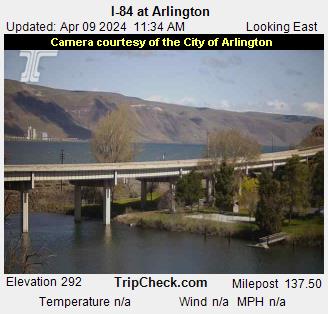 I-84 at Arlington
Updated: Apr 09 2024 11:34 AM Looking East
Camera courtesy of the City of Arlington
Elevation 292 TripCheck.com Milepost 137.50
Temperature n/a Wind n/a MPH n/a